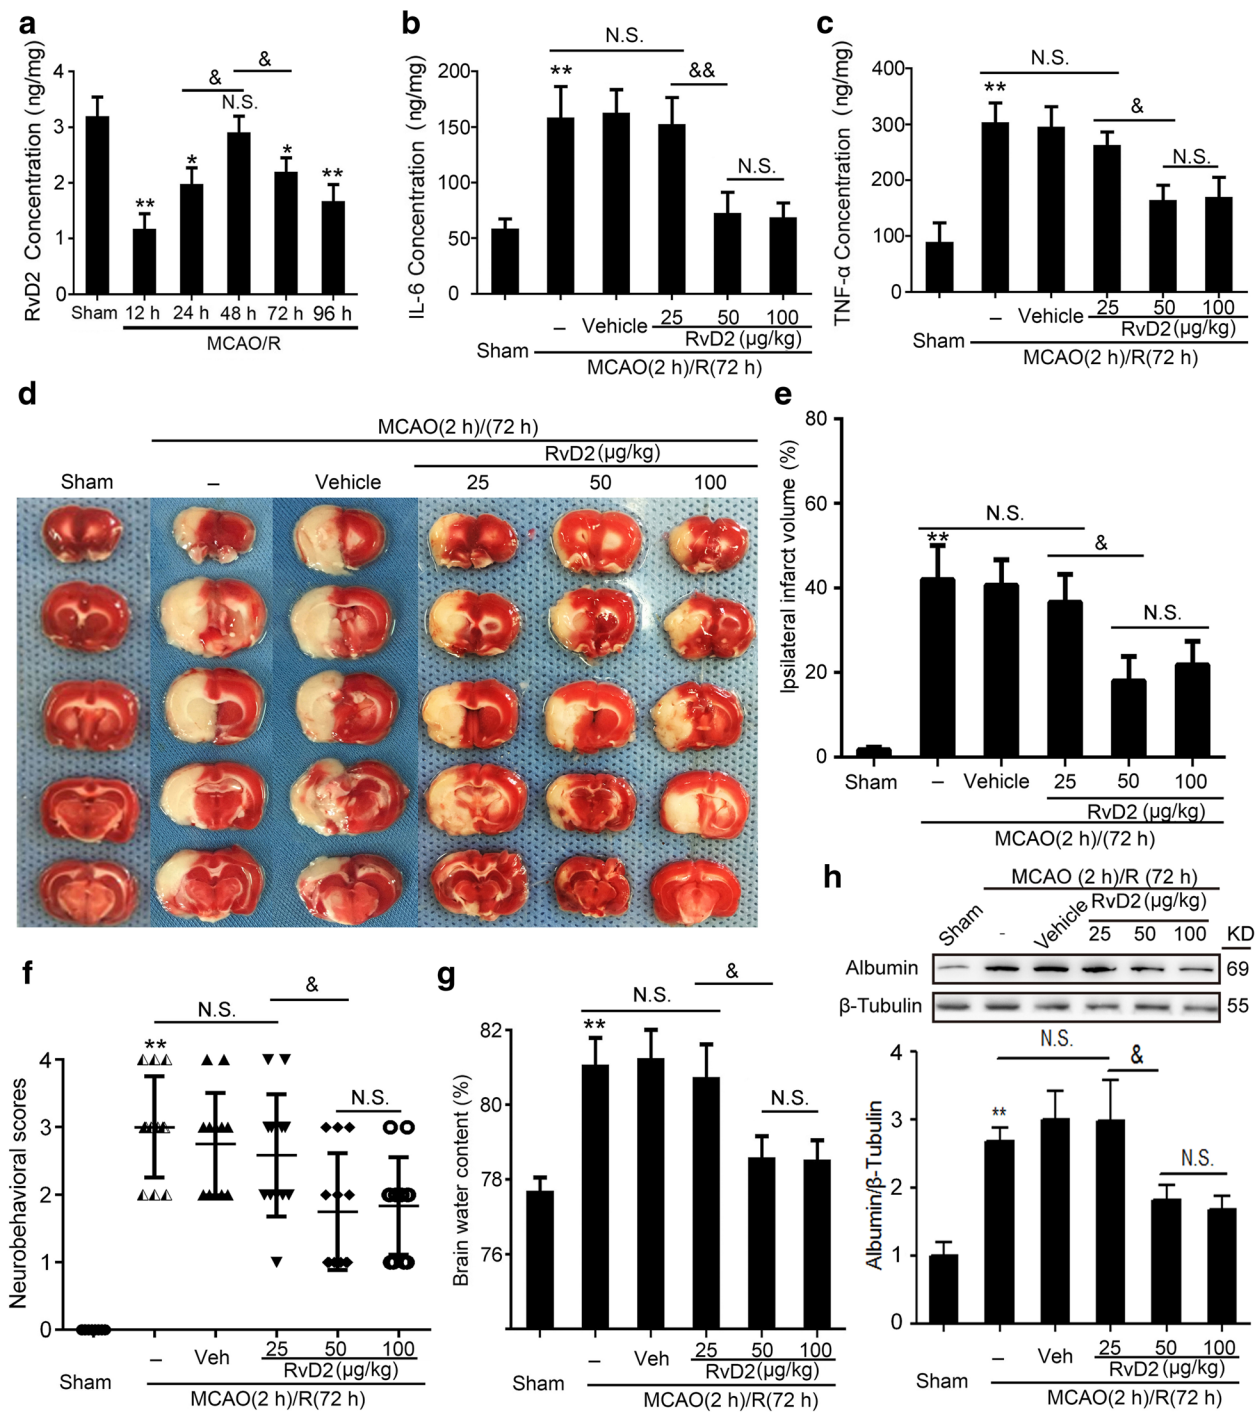 a
RvD2 Concentration (ng/mg)
4
3
2
1
0
&
&
N.S.
**
*
*
**
Sham 12 h 24 h 48 h 72 h 96 h
MCAO/R
b
IL-6 Concentration (ng/mg)
200
150
100
50
0
N.S.
**
&&
N.S.
Sham
–
Vehicle
25 50 100
RvD2 (µg/kg)
MCAO(2 h)/R(72 h)
c
TNF-α Concentration (ng/mg)
400
300
200
100
0
N.S.
**
&
N.S.
Sham
–
Vehicle
25 50 100
RvD2 (µg/kg)
MCAO(2 h)/R(72 h)
d
MCAO(2 h)/(72 h)
RvD2 (µg/kg)
Sham – Vehicle 25 50 100
e
Ipsilateral infarct volume (%)
80
60
40
20
0
N.S.
**
&
N.S.
Sham – Vehicle 25 50 100
RvD2 (µg/kg)
MCAO(2 h)/(72 h)
f
Neurobehavioral scores
4
3
2
1
0
&
N.S.
**
N.S.
Sham
–
Veh
25 50 100
RvD2 (µg/kg)
MCAO(2 h)/R(72 h)
g
Brain water content (%)
82
80
78
76
&
N.S.
**
N.S.
Sham
–
Veh
25 50 100
RvD2 (µg/kg)
MCAO(2 h)/R(72 h)
h
MCAO (2 h)/R (72 h)
RvD2 (µg/kg)
Sham - Vehicle 25 50 100 KD
Albumin 69
β-Tubulin 55
Albumin/β-Tubulin
4
3
2
1
0
N.S.
&
**
N.S.
Sham
–
Veh
25 50 100
RvD2 (µg/kg)
MCAO(2 h)/R(72 h)